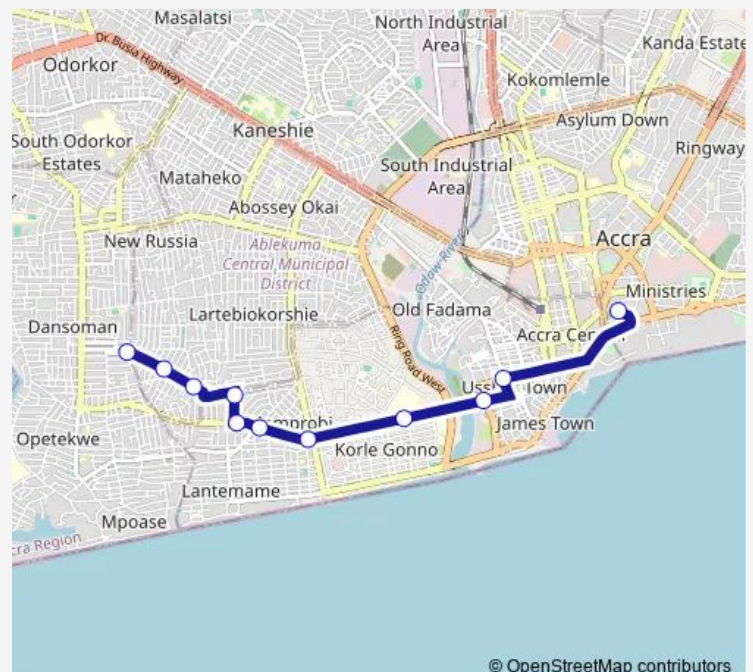 Masalatsi
North Industrial
Area
Dr. Busia Highway
Kanda Estate
Odorkor
Kokomlemle
Kaneshie
Asylum Down
South Odorkor
Estates
South Industrial
Area
Ringway
Mataheko
Abossey Okai
New Russia
Ablekuma
Central Municipal
District
Accra
Odaw River
Ministries
Lartebiokorshie
Old Fadama
Dansoman
Accra Cen
Ring Road West
Uss
Town
mprobi
James Town
Opetekwe
Korle Gonno
Lantemame
Mpoase
cra Region
© OpenStreetMap contributors